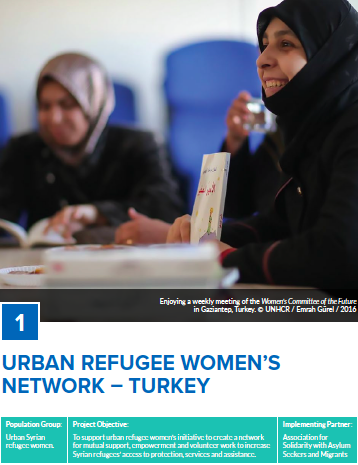 Enjoying a weekly meeting of the Women's Committee of the Future
in Gaziantep, Turkey. © UNHCR / Emrah Gürel / 2016
1
URBAN REFUGEE WOMEN'S
NETWORK – TURKEY
Population Group:
Urban Syrian
refugee women.
Project Objective:
To support urban refugee women's initiative to create a network
for mutual support, empowerment and volunteer work to increase
Syrian refugees' access to protection, services and assistance.
Implementing Partner:
Association for
Solidarity with Asylum
Seekers and Migrants